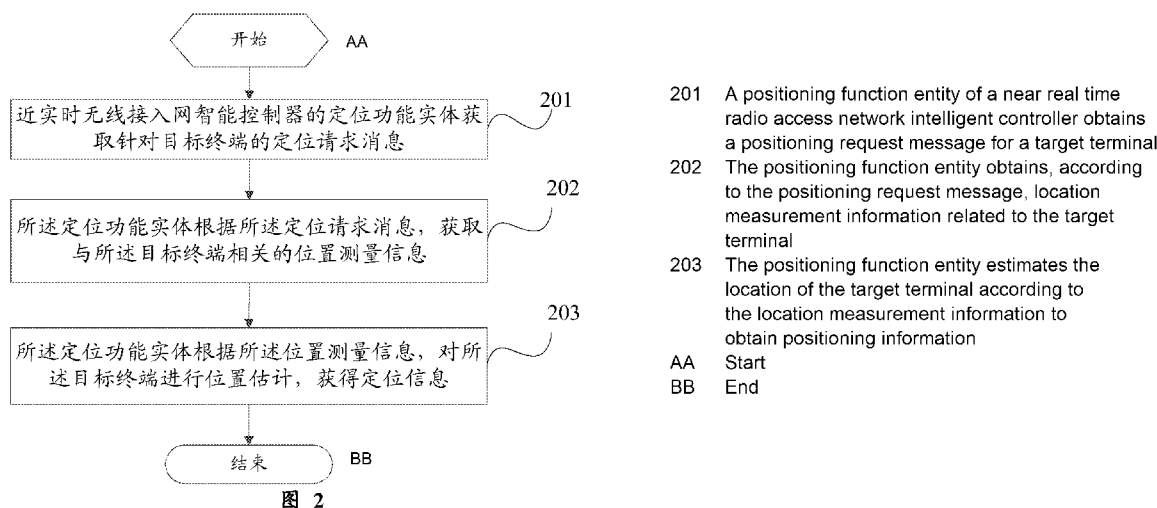 开始
AA
201
近实时无线接入网智能控制器的定位功能实体获
取针对目标终端的定位请求消息
202
所述定位功能实体根据所述定位请求消息，获取
与所述目标终端相关的位置测量信息
203
所述定位功能实体根据所述位置测量信息，对所
述目标终端进行位置估计，获得定位信息
结束
BB
图 2
201 A positioning function entity of a near real time
radio access network intelligent controller obtains
a positioning request message for a target terminal
202 The positioning function entity obtains, according
to the positioning request message, location
measurement information related to the target
terminal
203 The positioning function entity estimates the
location of the target terminal according to
the location measurement information to
obtain positioning information
AA Start
BB End